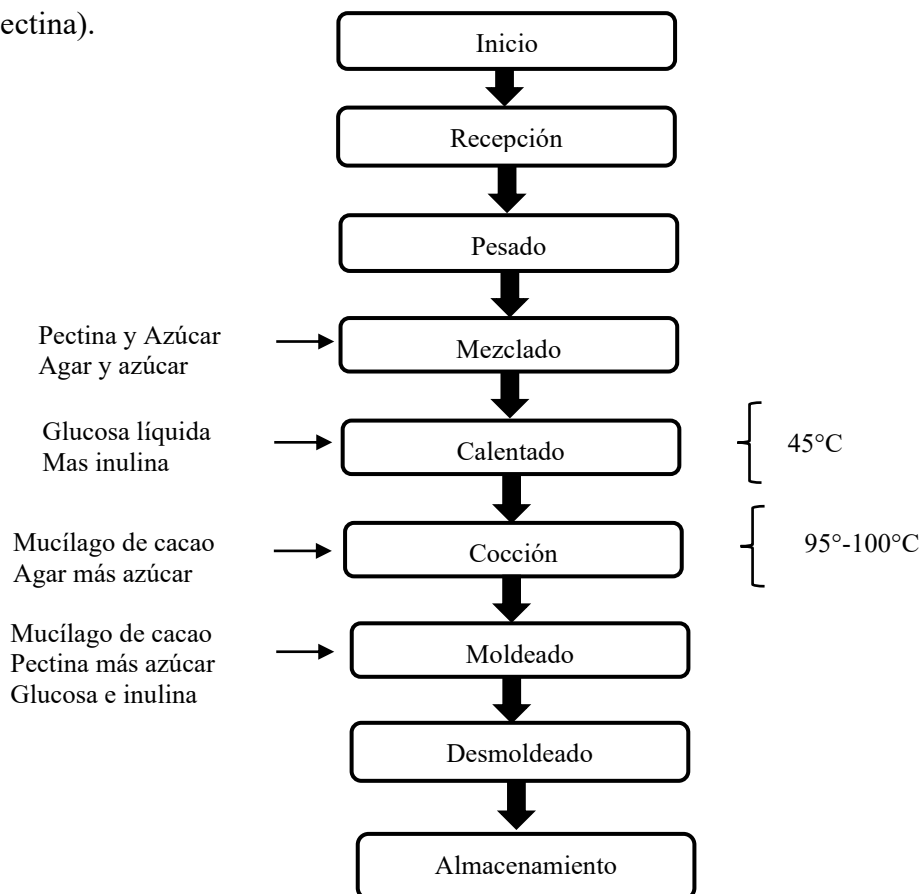 ectina).
Inicio
Recepción
Pesado
Pectina y Azúcar
Agar y azúcar
Mezclado
Glucosa líquida
Mas inulina
Calentado
45°C
Mucílago de cacao
Agar más azúcar
Cocción
95°-100°C
Mucílago de cacao
Pectina más azúcar
Glucosa e inulina
Moldeado
Desmoldeado
Almacenamiento